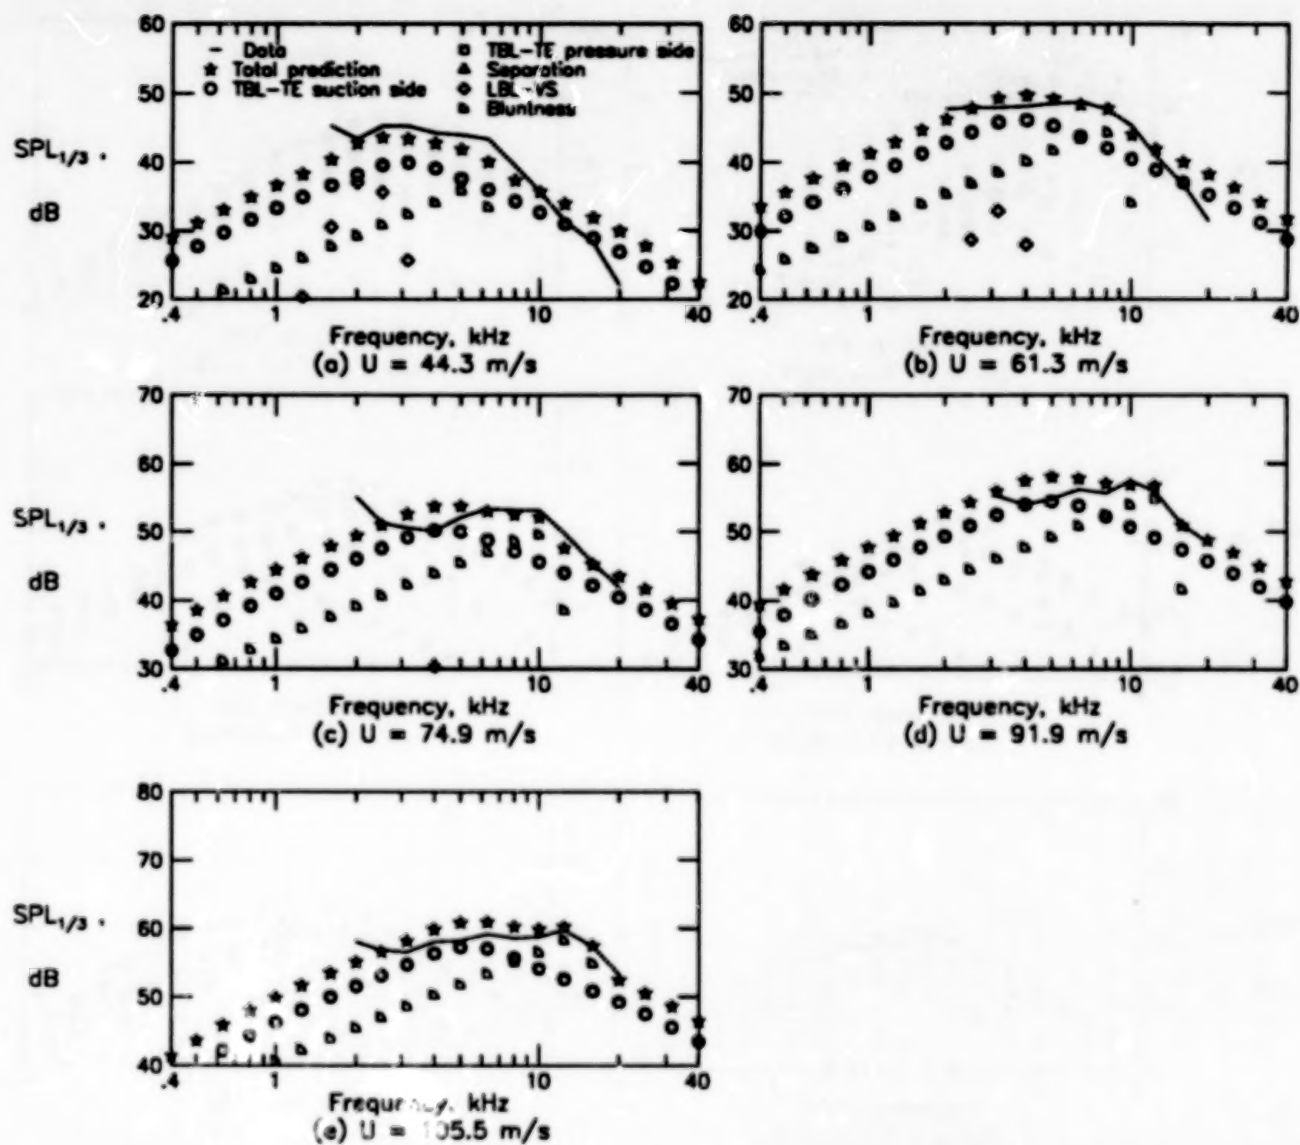 60
50
40
30
20
SPL1/3 .
dB
— Data
★ Total prediction
○ TBL-TE suction side
□ TBL-TE pressure side
△ Separation
◇ LBL-VS
Bluntness
.4 1 10 40
Frequency, kHz
(a) U = 44.3 m/s
60
50
40
30
20
.4 1 10 40
Frequency, kHz
(b) U = 61.3 m/s
70
60
50
40
30
SPL1/3 .
dB
.4 1 10 40
Frequency, kHz
(c) U = 74.9 m/s
70
60
50
40
30
.4 1 10 40
Frequency, kHz
(d) U = 91.9 m/s
80
70
60
50
40
SPL1/3 .
dB
.4 1 10 40
Frequency, kHz
(e) U = 105.5 m/s